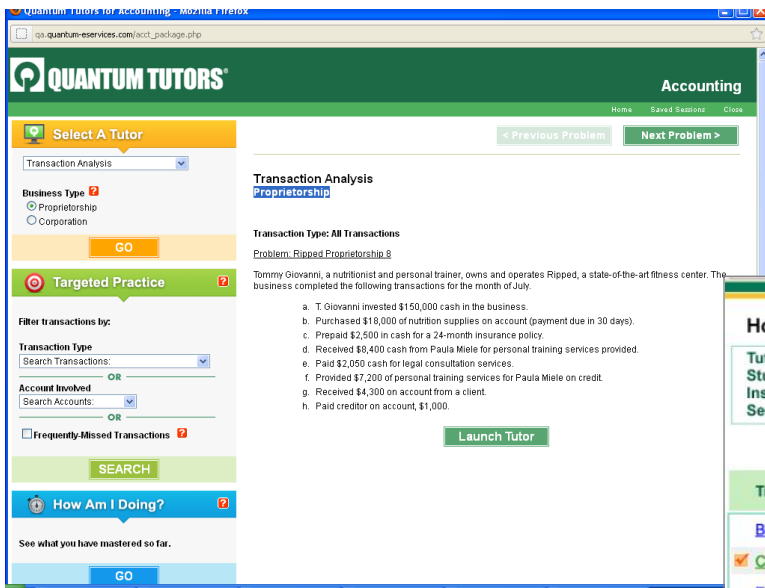 Quantum Tutors for Accounting - Mozilla Firefox
qa.quantum-eservices.com/acct_package.php
QUANTUM TUTORS®
Accounting
Home Saved Sessions Close
Select A Tutor
Transaction Analysis
Business Type ?
Proprietorship
Corporation
GO
Targeted Practice ?
Filter transactions by:
Transaction Type
Search Transactions:
OR
Account Involved
Search Accounts:
OR
Frequently-Missed Transactions ?
SEARCH
How Am I Doing? ?
See what you have mastered so far.
GO
< Previous Problem Next Problem >
Transaction Analysis
Proprietorship
Transaction Type: All Transactions
Problem: Ripped Proprietorship 8
Tommy Giovanni, a nutritionist and personal trainer, owns and operates Ripped, a state-of-the-art fitness center. The
business completed the following transactions for the month of July.
a. T. Giovanni invested $150,000 cash in the business.
b. Purchased $18,000 of nutrition supplies on account (payment due in 30 days).
c. Prepaid $2,500 in cash for a 24-month insurance policy.
d. Received $8,400 cash from Paula Miele for personal training services provided.
e. Paid $2,050 cash for legal consultation services.
f. Provided $7,200 of personal training services for Paula Miele on credit.
g. Received $4,300 on account from a client.
h. Paid creditor on account, $1,000.
Launch Tutor